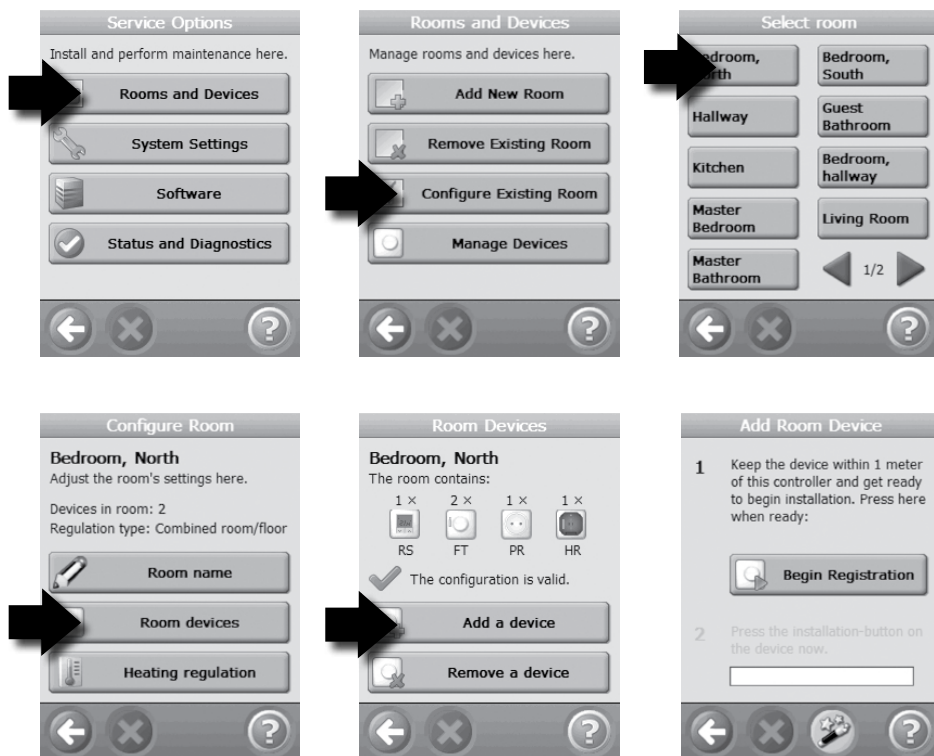 Service Options
Install and perform maintenance here.
Rooms and Devices
System Settings
Software
Status and Diagnostics
Rooms and Devices
Manage rooms and devices here.
Add New Room
Remove Existing Room
Configure Existing Room
Manage Devices
Select room
Bedroom,
South
Hallway
Guest
Bathroom
Kitchen
Bedroom,
hallway
Master
Bedroom
Living Room
Master
Bathroom
1/2
Configure Room
Bedroom, North
Adjust the room's settings here.
Devices in room: 2
Regulation type: Combined room/floor
Room name
Room devices
Heating regulation
Room Devices
Bedroom, North
The room contains:
1 × 2 × 1 × 1 ×
RS FT PR HR
The configuration is valid.
Add a device
Remove a device
Add Room Device
1 Keep the device within 1 meter
of this controller and get ready
to begin installation. Press here
when ready:
Begin Registration
2 Press the installation-button on
the device now.